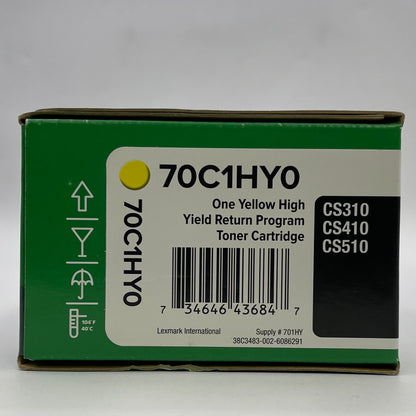 70C1HY0
One Yellow High
Yield Return Program
Toner Cartridge
70C1HY0
CS310
CS410
CS510
7 34646 43684 7
Lexmark International
Supply # 701HY
38C3483-002-6086291
104 F
40 C